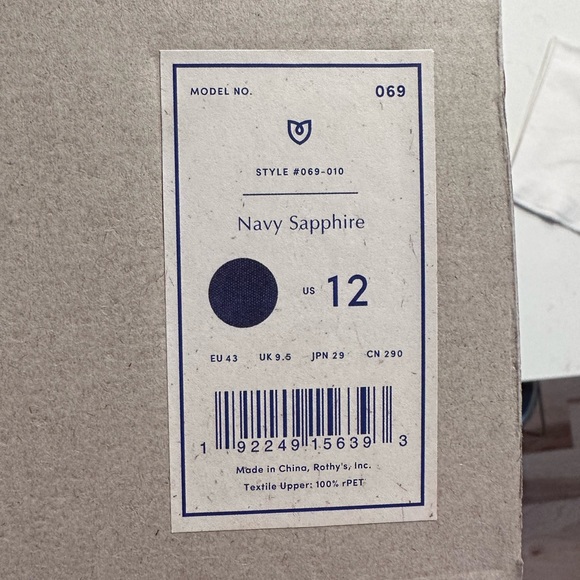 MODEL NO. 069
STYLE #069-010
Navy Sapphire
US 12
EU 43 UK 9.5 JPN 29 CN 290
1 92249 15639 3
Made in China, Rothy's, Inc.
Textile Upper: 100% rPET